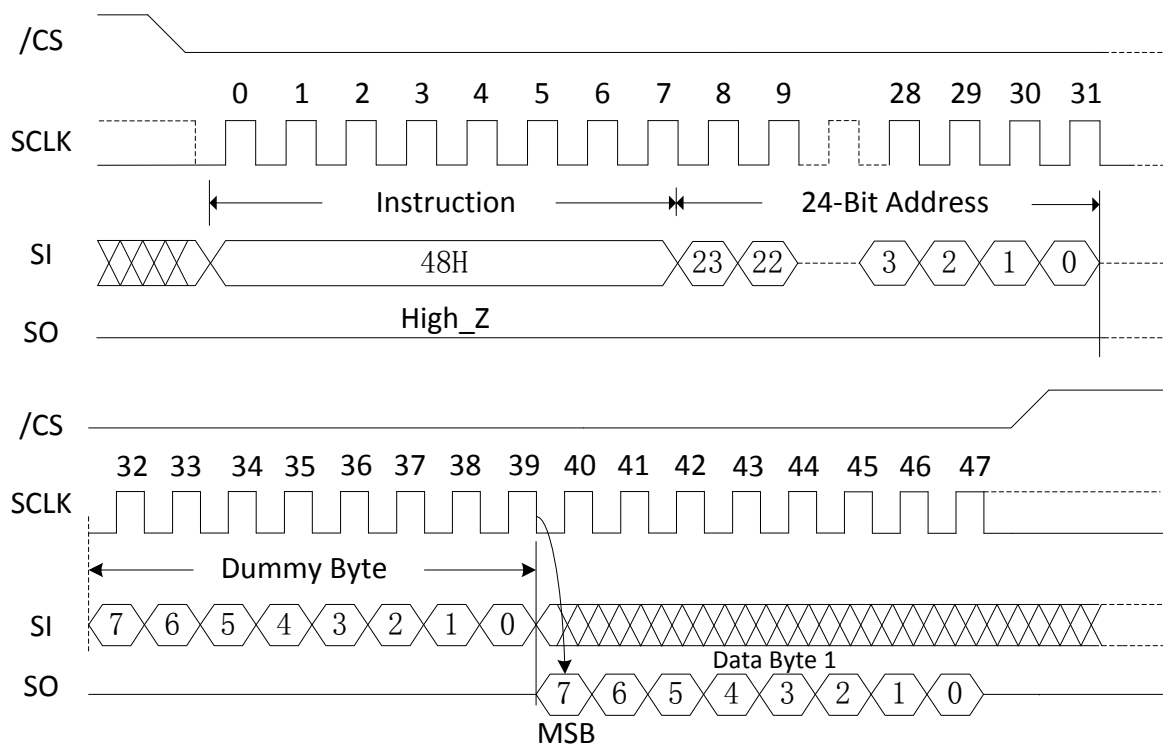 /CS
0 1 2 3 4 5 6 7 8 9 28 29 30 31
SCLK
Instruction 24-Bit Address
SI 48H 23 22 3 2 1 0
High_Z
SO
/CS
32 33 34 35 36 37 38 39 40 41 42 43 44 45 46 47
SCLK
Dummy Byte
SI 7 6 5 4 3 2 1 0
Data Byte 1
SO 7 6 5 4 3 2 1 0
MSB